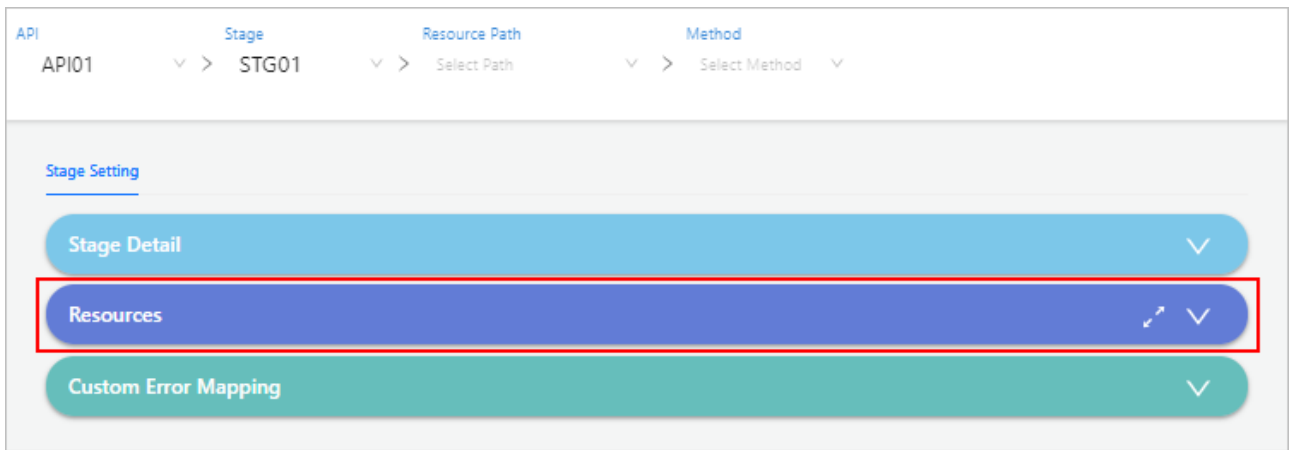 API Stage Resource Path Method
API01 > STG01 > Select Path > Select Method
Stage Setting
Stage Detail
Resources
Custom Error Mapping